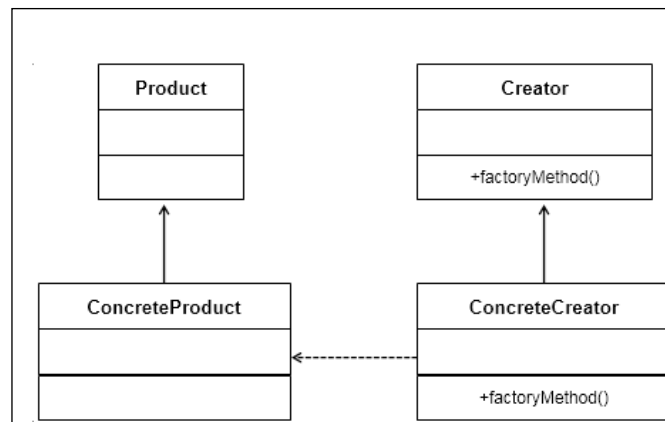 Product
Creator
+factoryMethod()
ConcreteProduct
ConcreteCreator
+factoryMethod()